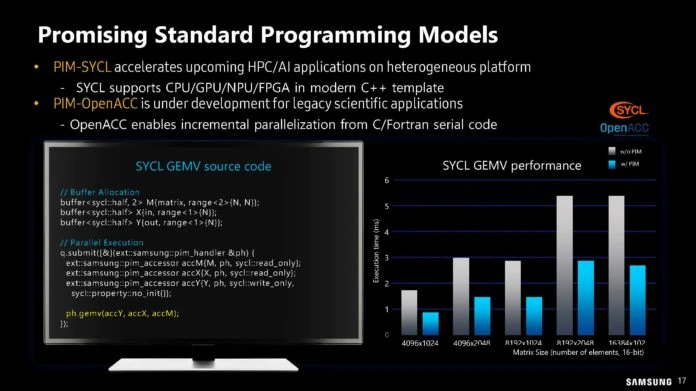 Promising Standard Programming Models
• PIM-SYCL accelerates upcoming HPC/AI applications on heterogeneous platform
- SYCL supports CPU/GPU/NPU/FPGA in modern C++ template
• PIM-OpenACC is under development for legacy scientific applications
- OpenACC enables incremental parallelization from C/Fortran serial code
SYCL
OpenACC
SYCL GEMV source code
// Buffer Allocation
buffer<sycl::half, 2> M{matrix, range<2>{N, N}};
buffer<sycl::half> X{in, range<1>{N}};
buffer<sycl::half> Y{out, range<1>{N}};
// Parallel Execution
q.submit([&](ext::samsung::pim_handler &ph) {
ext::samsung::pim_accessor accM{M, ph, sycl::read_only};
ext::samsung::pim_accessor accX{X, ph, sycl::read_only};
ext::samsung::pim_accessor accY{Y, ph, sycl::write_only,
sycl::property::no_init()};
ph.gemv(accY, accX, accM);
});
SYCL GEMV performance
w/o PIM
w/ PIM
Execution time (ms)
6
5
4
3
2
1
0
4096x1024
4096x2048
8192x1024
8192x2048
16384x102
Matrix Size (number of elements, 16-bit)
SAMSUNG 17